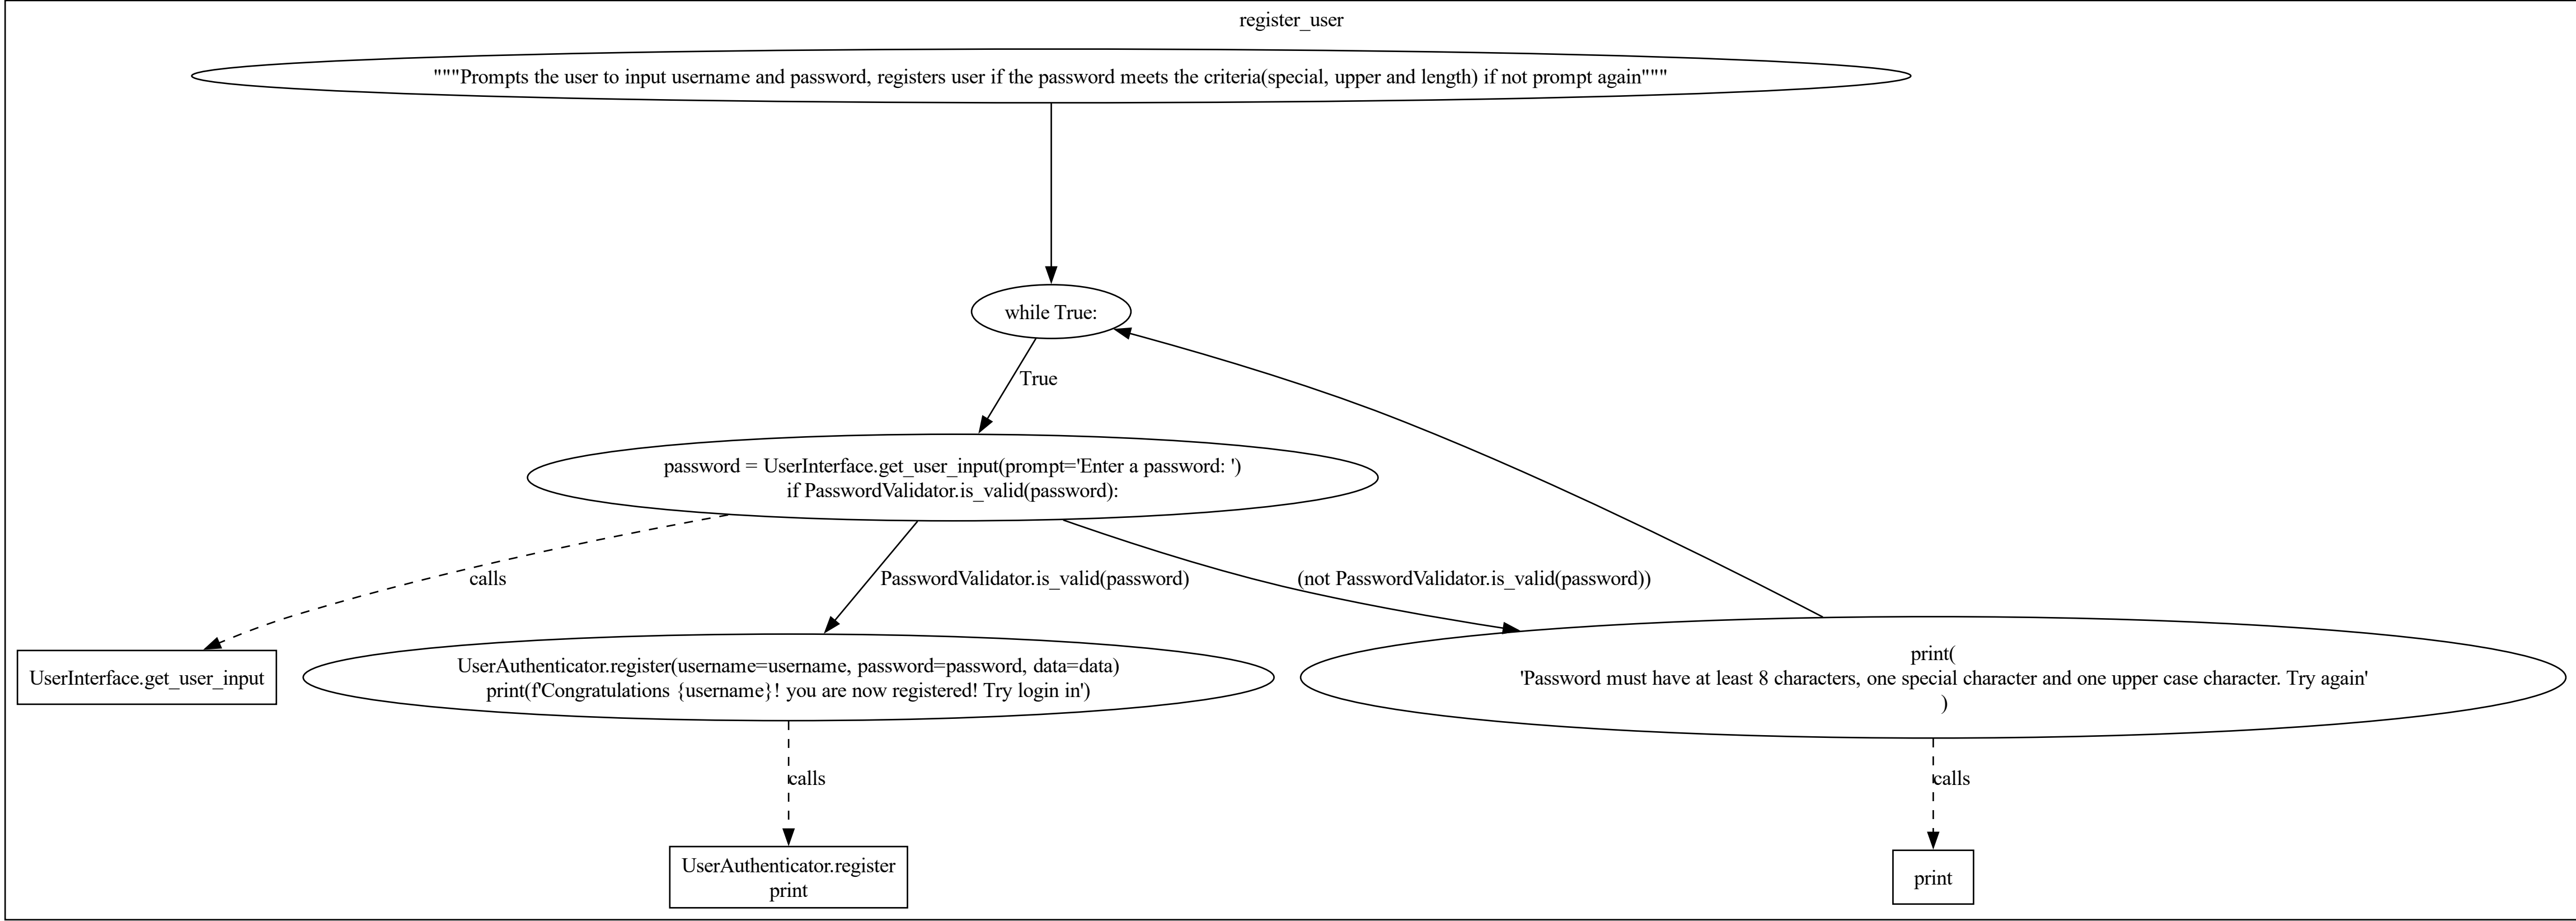 register_user
"""Prompts the user to input username and password, registers user if the password meets the criteria(special, upper and length) if not prompt again"""
while True:
True
password = UserInterface.get_user_input(prompt='Enter a password: ')
if PasswordValidator.is_valid(password):
calls
PasswordValidator.is_valid(password)
(not PasswordValidator.is_valid(password))
UserInterface.get_user_input
UserAuthenticator.register(username=username, password=password, data=data)
print(f'Congratulations {username}! you are now registered! Try login in')
print(
'Password must have at least 8 characters, one special character and one upper case character. Try again'
)
calls
calls
UserAuthenticator.register
print
print